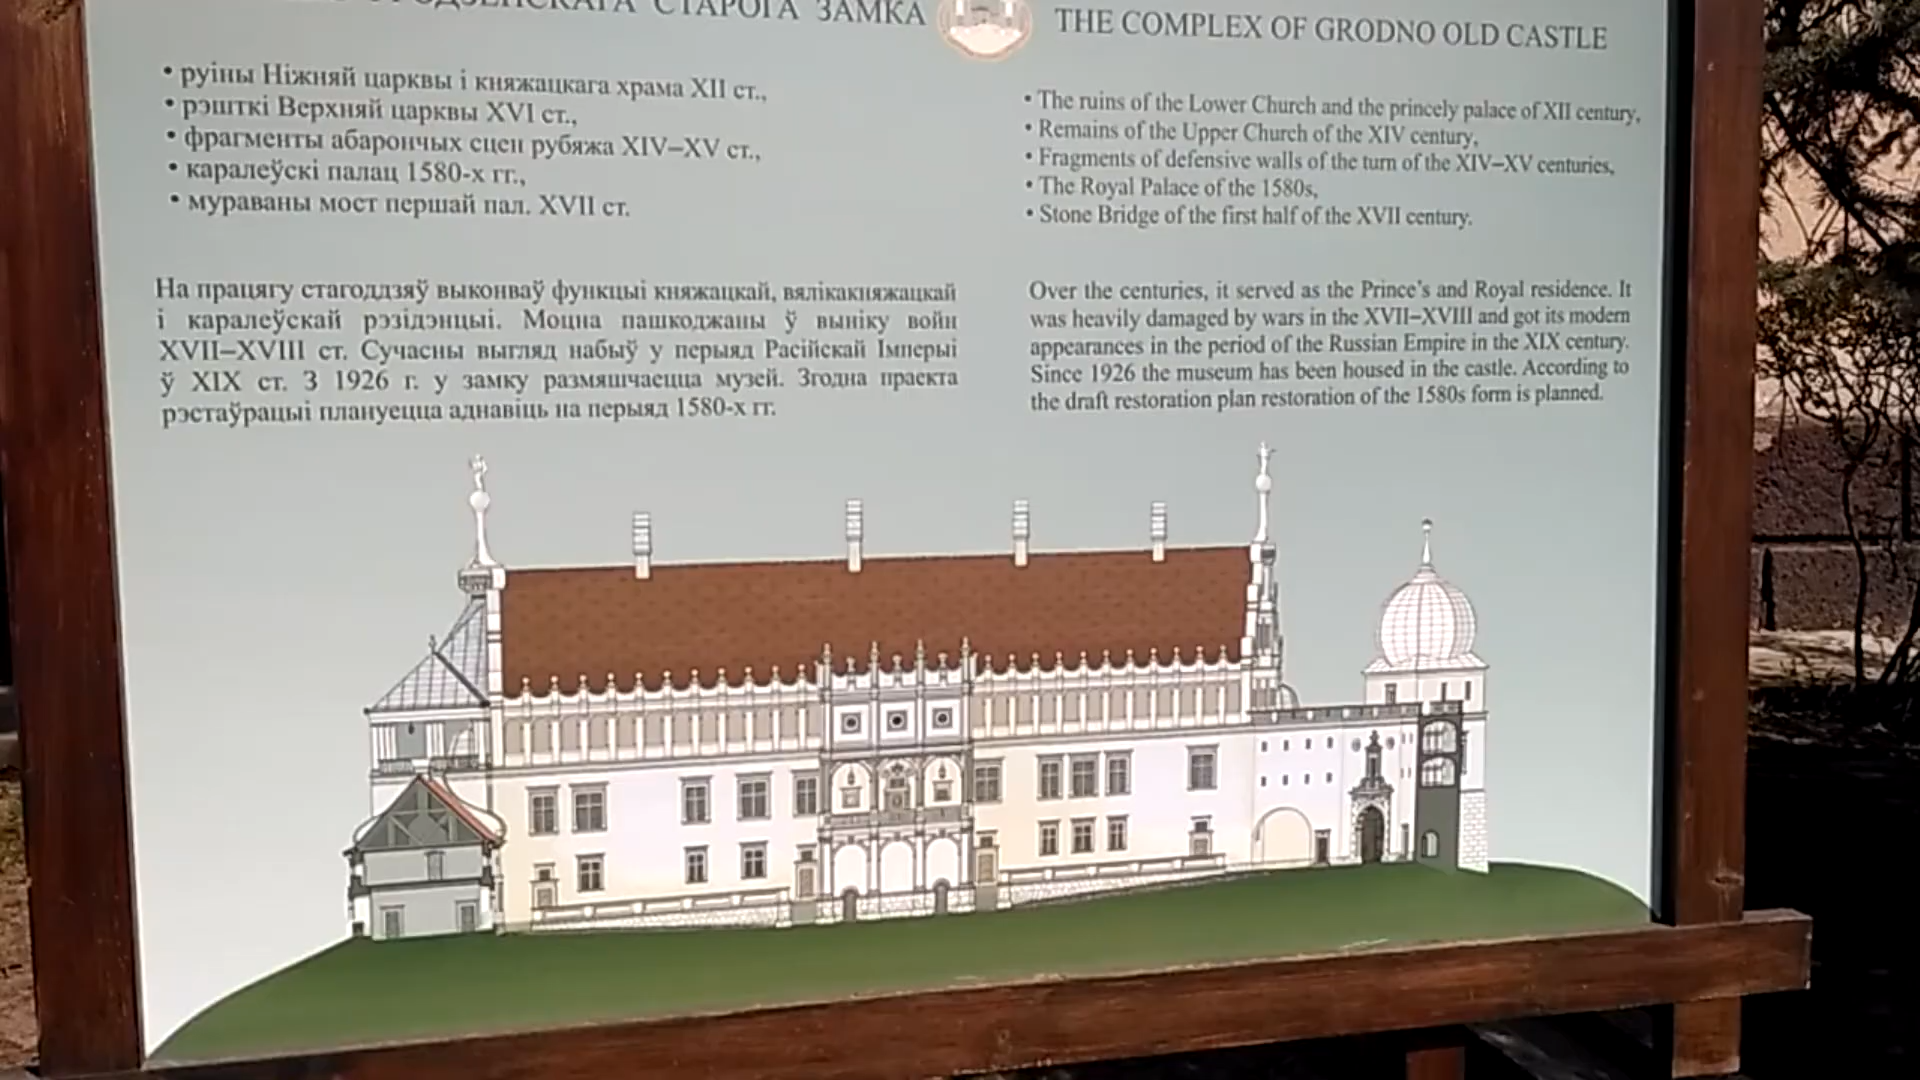 СТАРОГА ЗАМКА
• руіны Ніжняй царквы і княжацкага храма XII ст.,
• рэшткі Верхняй царквы XVI ст.,
• фрагменты абарончых сцен рубяжа XIV–XV ст.,
• каралеўскі палац 1580-х гг.,
• мураваны мост першай пал. XVII ст.
На працягу стагоддзяў выконваў функцыі княжацкай, вялікакняжацкай
і каралеўскай рэзідэнцыі. Моцна пашкоджаны ў выніку войн
XVII–XVIII ст. Сучасны выгляд набыў у перыяд Расійскай Імперыі
ў XIX ст. З 1926 г. у замку размяшчаецца музей. Згодна праекта
рэстаўрацыі плануецца аднавіць на перыяд 1580-х гг.
THE COMPLEX OF GRODNO OLD CASTLE
• The ruins of the Lower Church and the princely palace of XII century,
• Remains of the Upper Church of the XIV century,
• Fragments of defensive walls of the turn of the XIV–XV centuries,
• The Royal Palace of the 1580s,
• Stone Bridge of the first half of the XVII century.
Over the centuries, it served as the Prince's and Royal residence. It
was heavily damaged by wars in the XVII–XVIII and got its modern
appearances in the period of the Russian Empire in the XIX century.
Since 1926 the museum has been housed in the castle. According to
the draft restoration plan restoration of the 1580s form is planned.